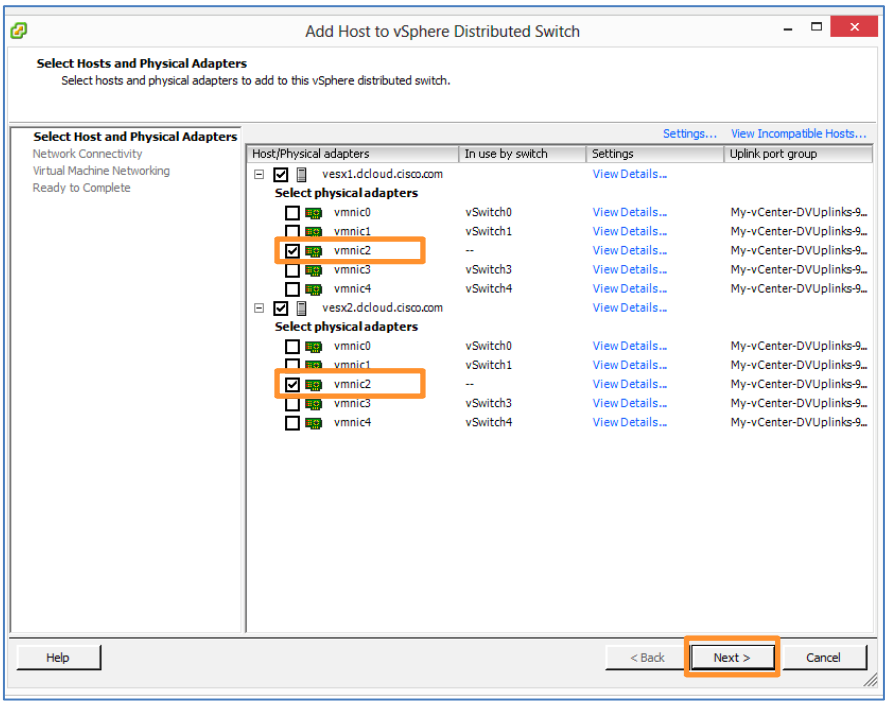 Add Host to vSphere Distributed Switch
Select Hosts and Physical Adapters
Select hosts and physical adapters to add to this vSphere distributed switch.
Select Host and Physical Adapters
Network Connectivity
Virtual Machine Networking
Ready to Complete
Settings... View Incompatible Hosts...
Host/Physical adapters In use by switch Settings Uplink port group
vesx1.dcloud.cisco.com View Details...
Select physical adapters
vmnic0 vSwitch0 View Details... My-vCenter-DVUplinks-9...
vmnic1 vSwitch1 View Details... My-vCenter-DVUplinks-9...
vmnic2 -- View Details... My-vCenter-DVUplinks-9...
vmnic3 vSwitch3 View Details... My-vCenter-DVUplinks-9...
vmnic4 vSwitch4 View Details... My-vCenter-DVUplinks-9...
vesx2.dcloud.cisco.com View Details...
Select physical adapters
vmnic0 vSwitch0 View Details... My-vCenter-DVUplinks-9...
vmnic1 vSwitch1 View Details... My-vCenter-DVUplinks-9...
vmnic2 -- View Details... My-vCenter-DVUplinks-9...
vmnic3 vSwitch3 View Details... My-vCenter-DVUplinks-9...
vmnic4 vSwitch4 View Details... My-vCenter-DVUplinks-9...
Help < Back Next > Cancel